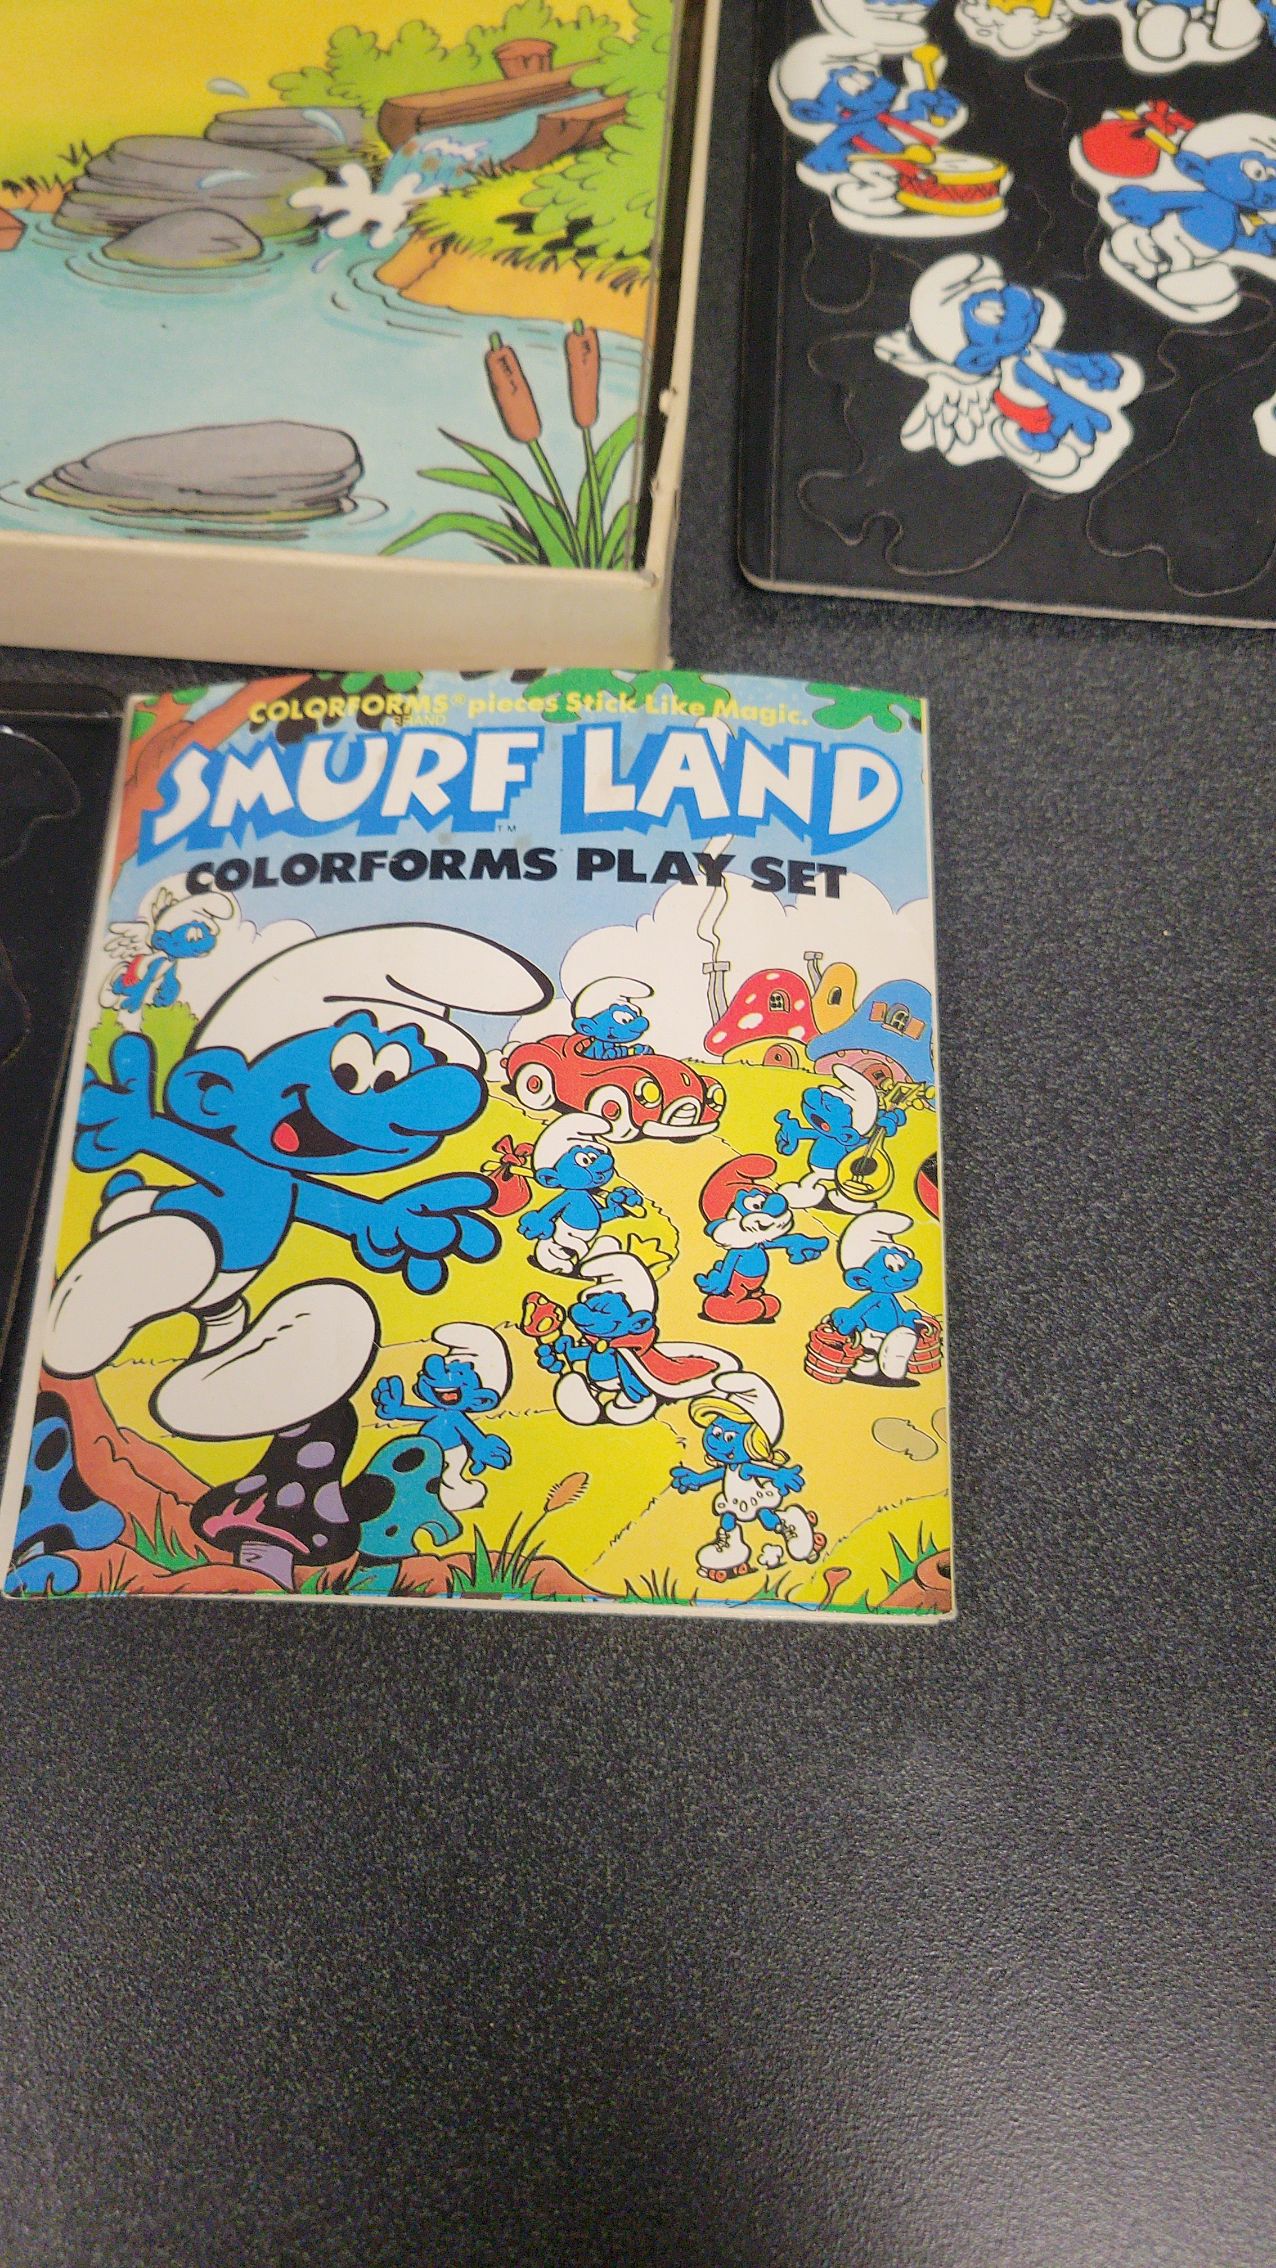 COLORFORMS® pieces Stick Like Magic.
BRAND
SMURF LAND
TM
COLORFORMS PLAY SET